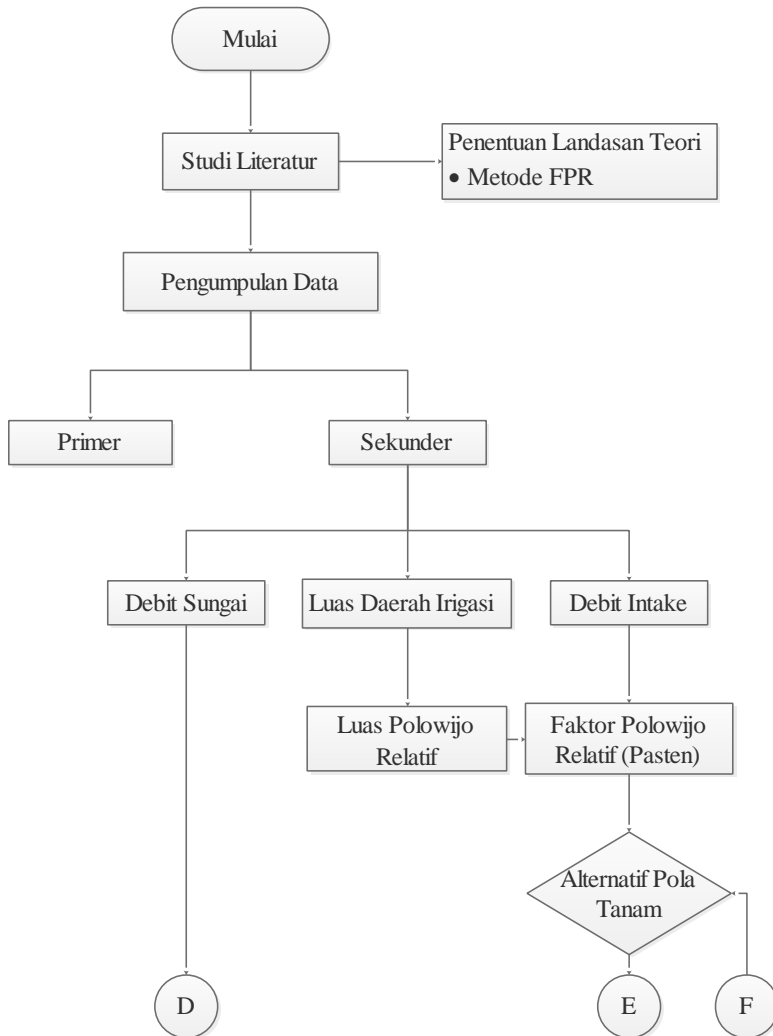 Mulai
Studi Literatur
Penentuan Landasan Teori
• Metode FPR
Pengumpulan Data
Primer
Sekunder
Debit Sungai
Luas Daerah Irigasi
Debit Intake
Luas Polowijo
Relatif
Faktor Polowijo
Relatif (Pasten)
Alternatif Pola
Tanam
D
E
F